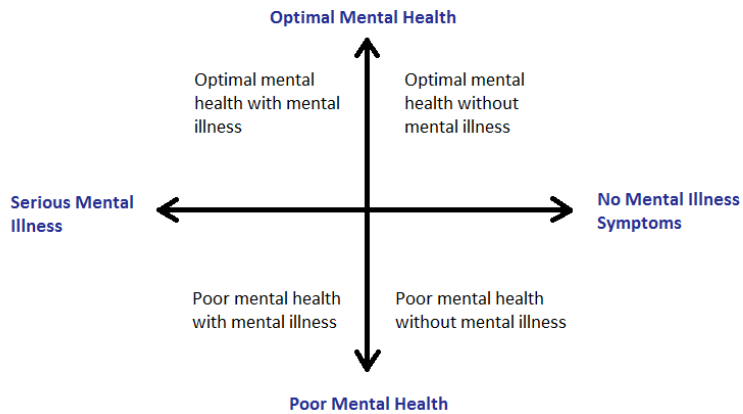 Optimal Mental Health
Optimal mental
health with mental
illness
Optimal mental
health without
mental illness
Serious Mental
Illness
No Mental Illness
Symptoms
Poor mental health
with mental illness
Poor mental health
without mental illness
Poor Mental Health